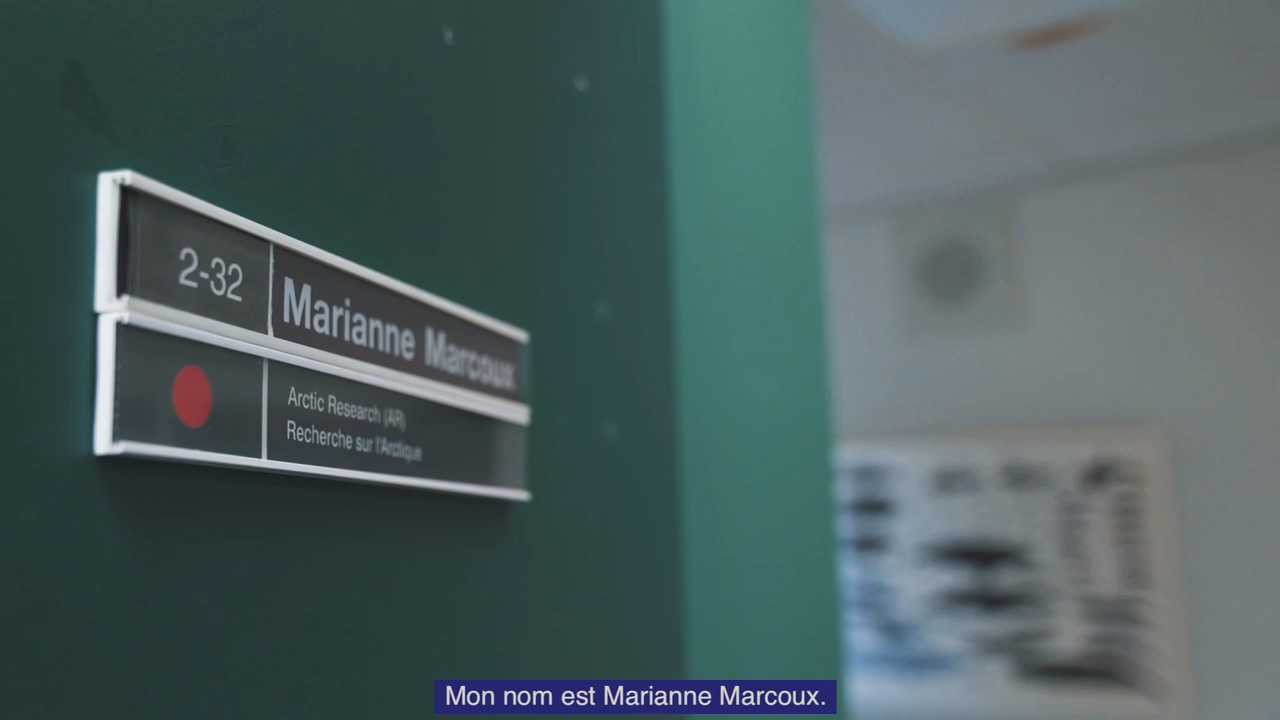 2-32
Marianne Marcoux
Arctic Research (AR)
Recherche sur l'Arctique
Mon nom est Marianne Marcoux.